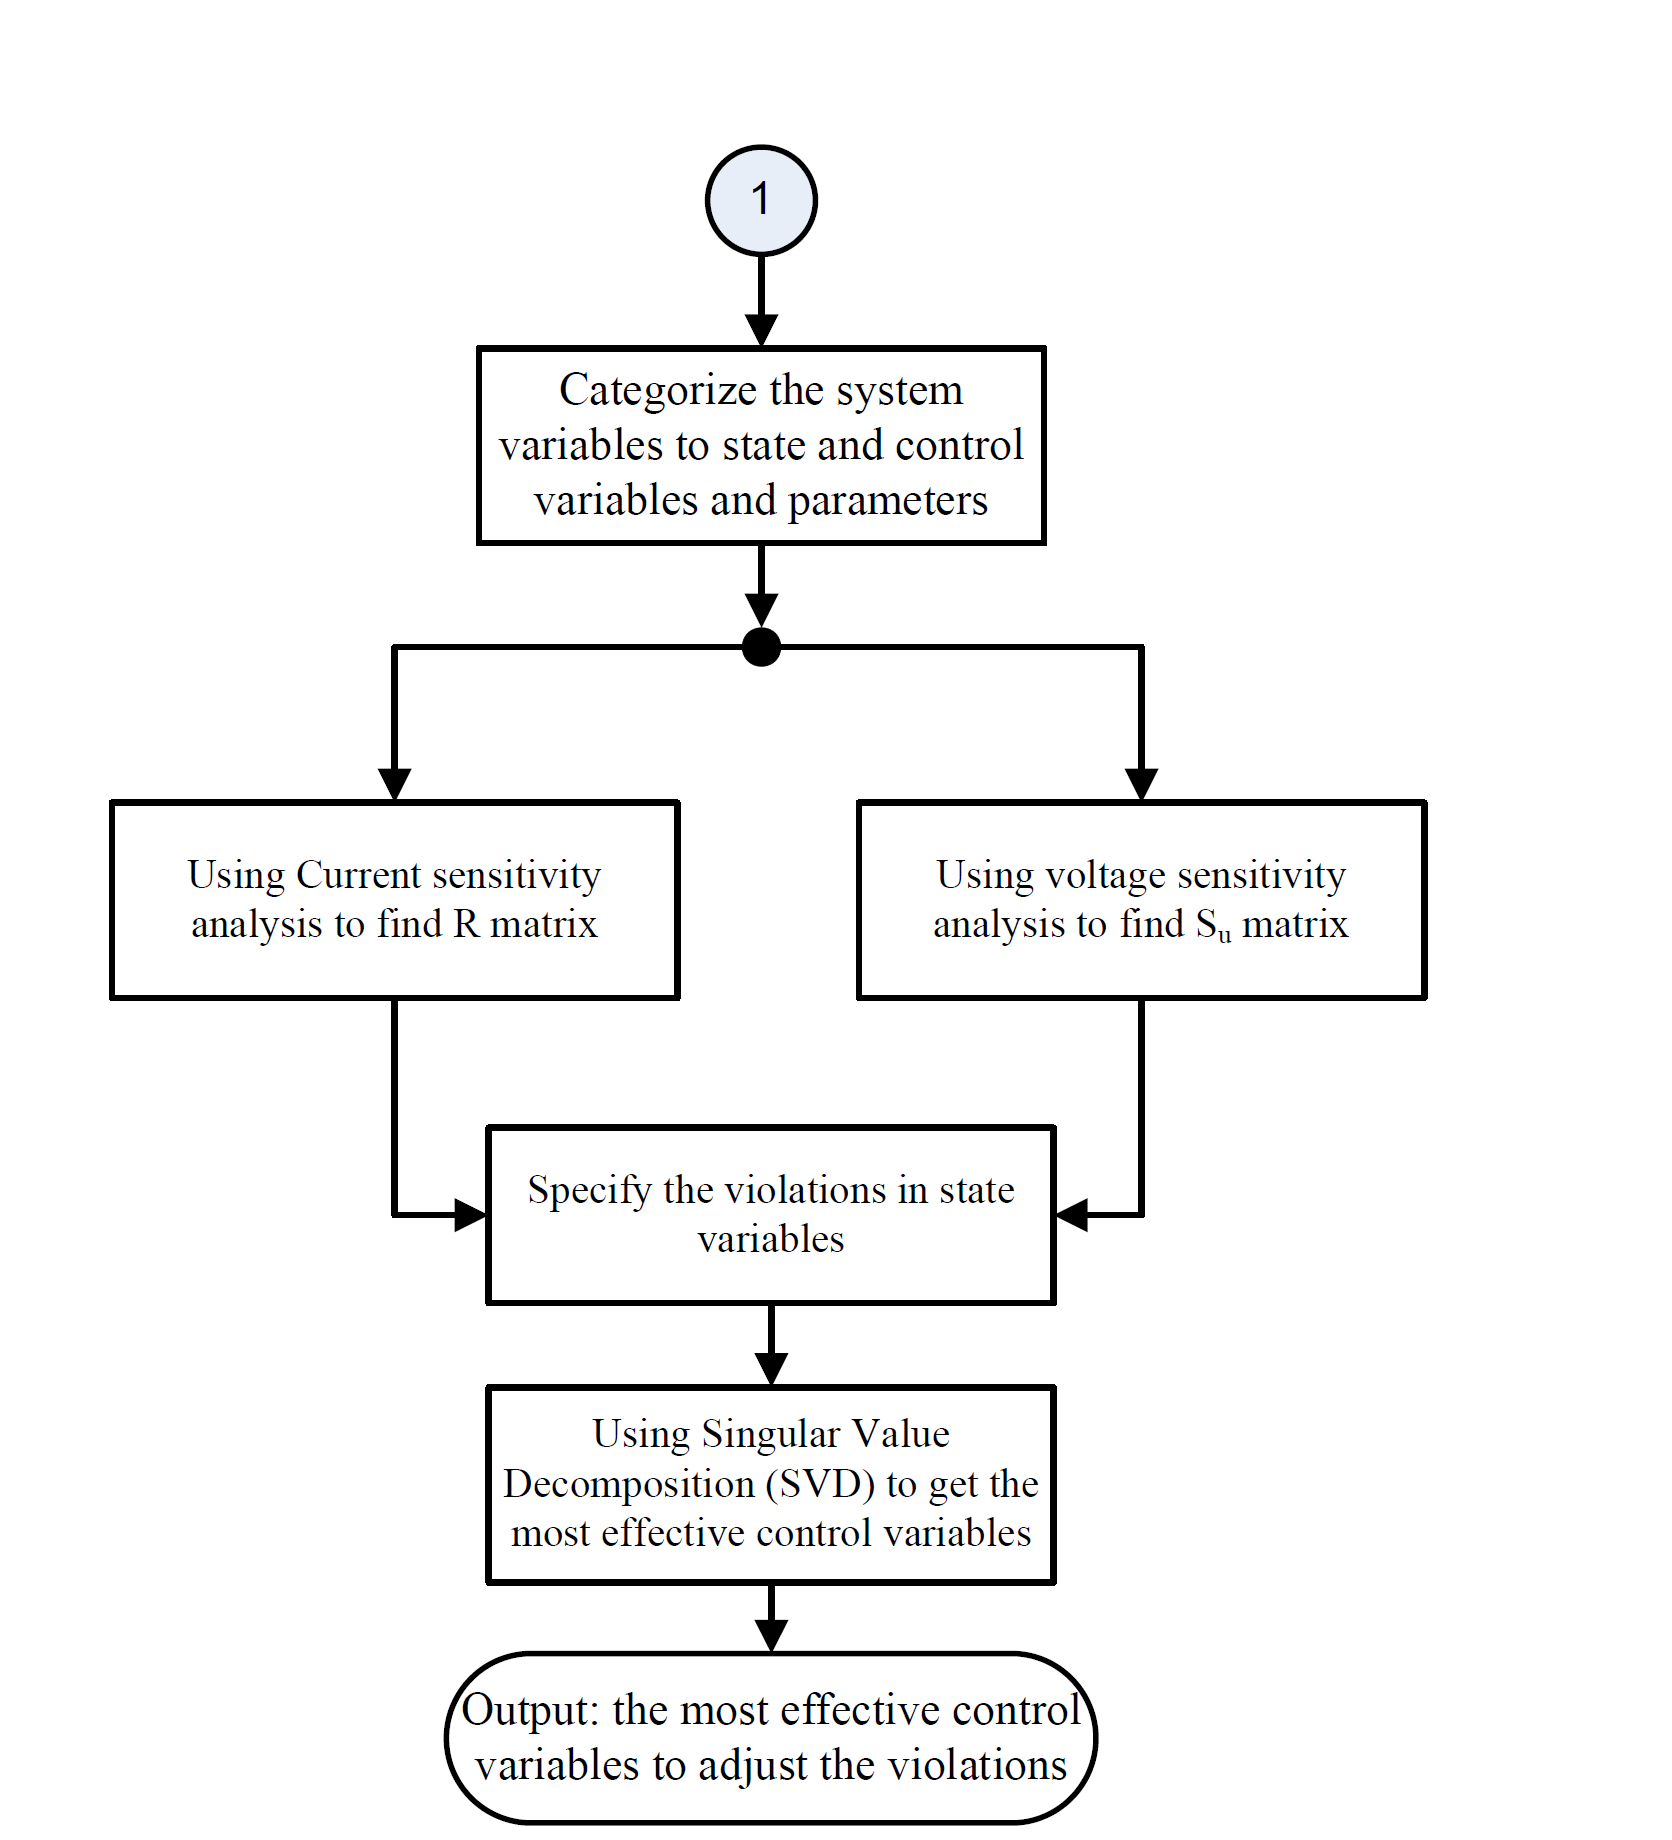 1
Categorize the system
variables to state and control
variables and parameters
Using Current sensitivity
analysis to find R matrix
Using voltage sensitivity
analysis to find Su matrix
Specify the violations in state
variables
Using Singular Value
Decomposition (SVD) to get the
most effective control variables
Output: the most effective control
variables to adjust the violations